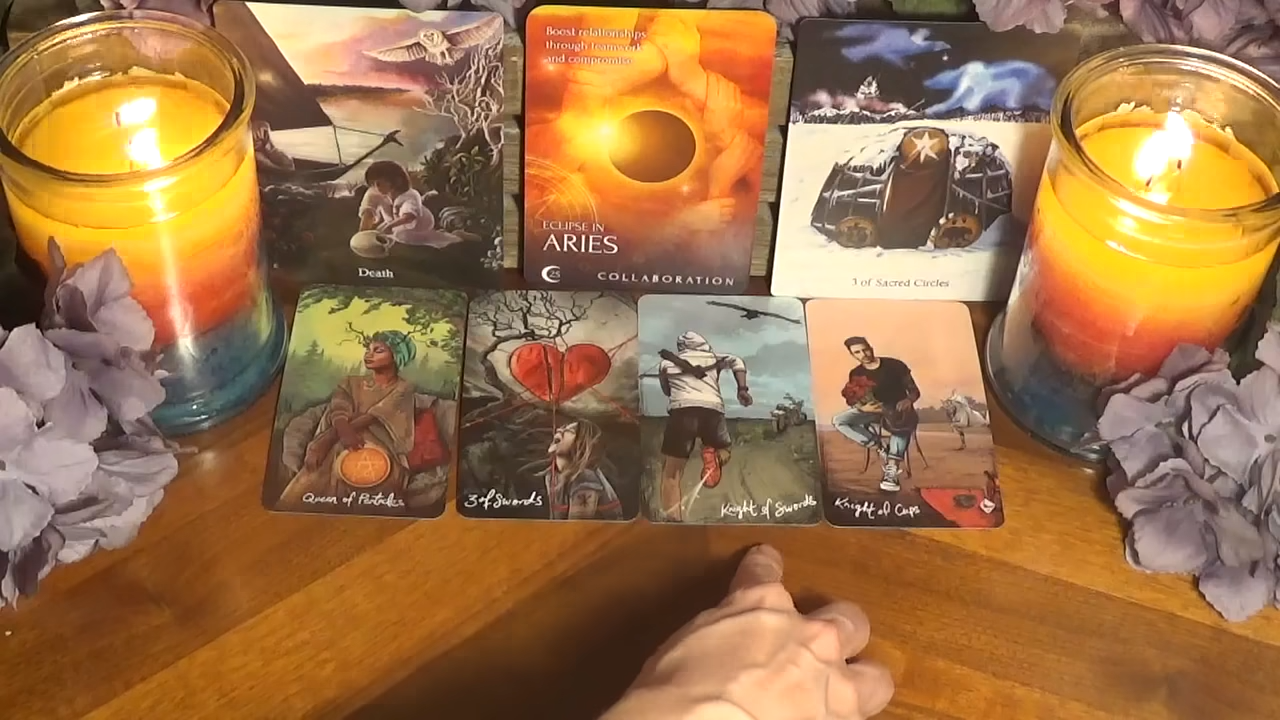 Death
Boost relationships
through teamwork
and compromise
ECLIPSE IN
ARIES
25
COLLABORATION
3 of Sacred Circles
Queen of Pentacles
3 of Swords
Knight of Swords
Knight of Cups